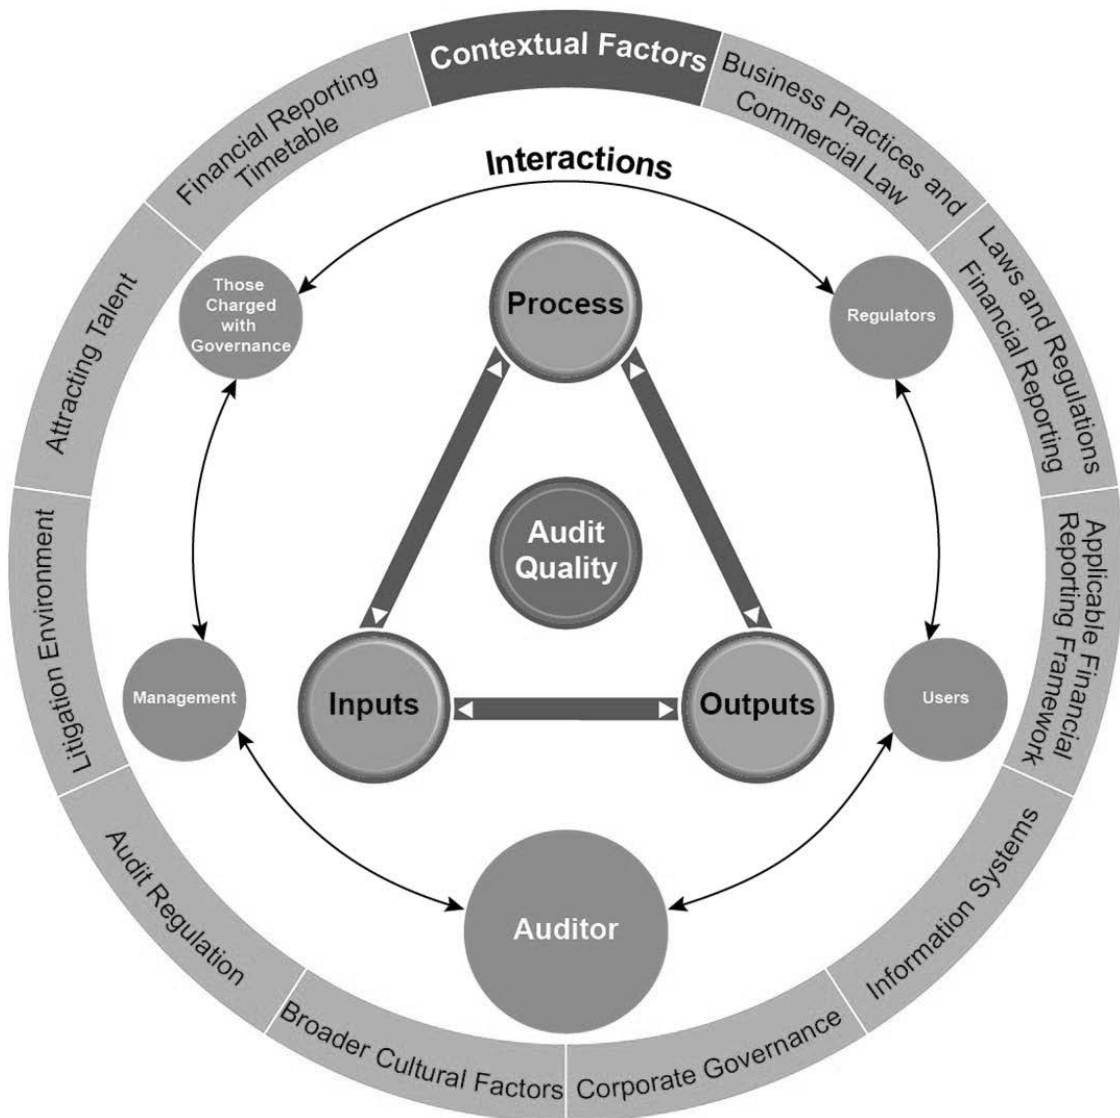 Contextual Factors
Business Practices and
Commercial Law
Laws and Regulations
Financial Reporting
Applicable Financial
Reporting Framework
Information Systems
Corporate Governance
Broader Cultural Factors
Audit Regulation
Litigation Environment
Attracting Talent
Financial Reporting
Timetable
Interactions
Those
Charged
with
Governance
Regulators
Process
Audit
Quality
Management
Inputs
Outputs
Users
Auditor